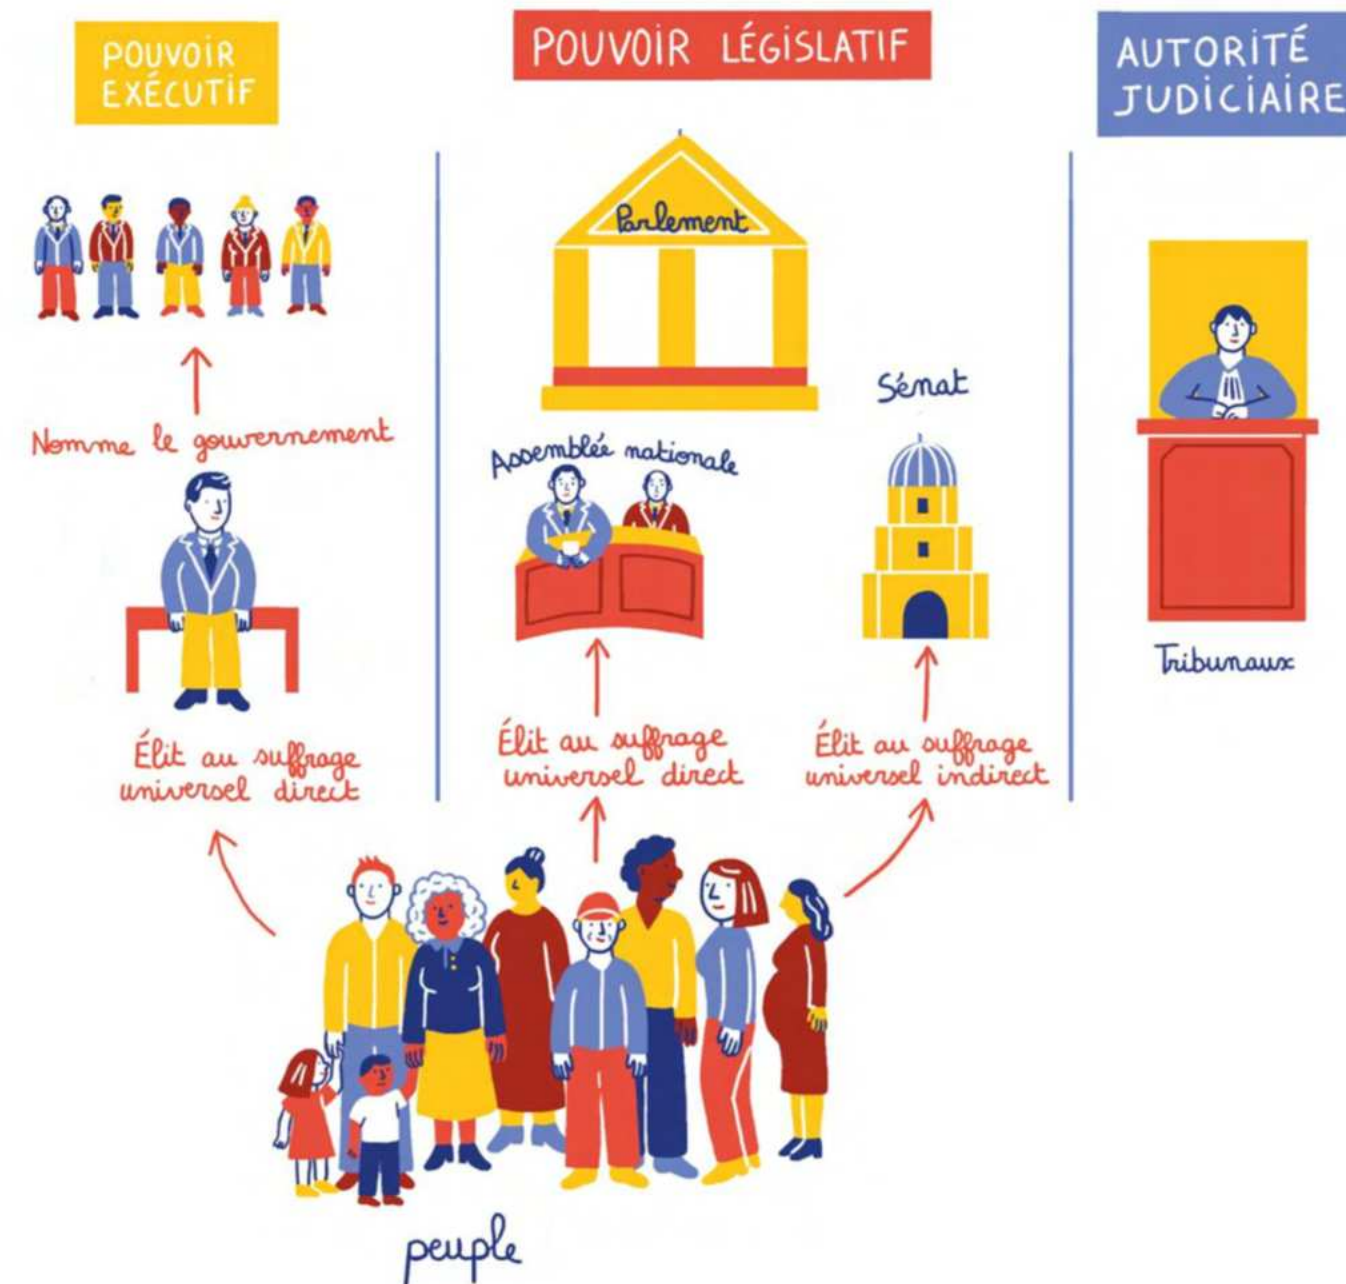 POUVOIR
EXÉCUTIF
POUVOIR LÉGISLATIF
AUTORITÉ
JUDICIAIRE
Parlement
Nomme le gouvernement
Assemblée nationale
Sénat
Tribunaux
Élit au suffrage
universel direct
Élit au suffrage
universel direct
Élit au suffrage
universel indirect
peuple